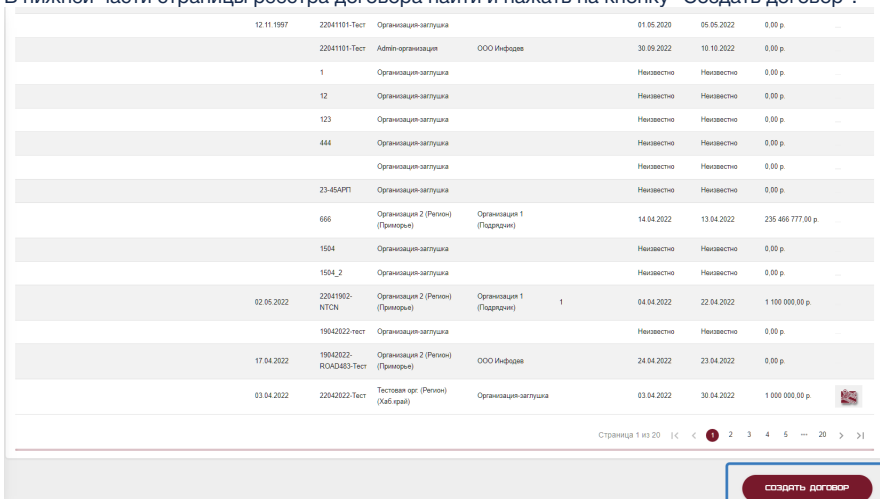 В нижней части страницы реестра договора найти и нажать на кнопку "Создать договор".
12.11.1997 22041101-Тест Организация-заглушка 01.05.2020 05.05.2022 0,00 р. ...
22041101-Тест Admin-организация ООО Инфодев 30.09.2022 10.10.2022 0,00 р. ...
1 Организация-заглушка Неизвестно Неизвестно 0,00 р. ...
12 Организация-заглушка Неизвестно Неизвестно 0,00 р. ...
123 Организация-заглушка Неизвестно Неизвестно 0,00 р. ...
444 Организация-заглушка Неизвестно Неизвестно 0,00 р. ...
Организация-заглушка Неизвестно Неизвестно 0,00 р. ...
23-45АРП Организация-заглушка Неизвестно Неизвестно 0,00 р.
666 Организация 2 (Регион) (Приморье) Организация 1 (Подрядчик) 14.04.2022 13.04.2022 235 466 777,00 р. ...
1504 Организация-заглушка Неизвестно Неизвестно 0,00 р. ...
1504_2 Организация-заглушка Неизвестно Неизвестно 0,00 р. ...
02.05.2022 22041902-NTCN Организация 2 (Регион) (Приморье) Организация 1 (Подрядчик) 1 04.04.2022 22.04.2022 1 100 000,00 р.
19042022-тест Организация-заглушка Неизвестно Неизвестно 0,00 р. ...
17.04.2022 19042022-ROAD483-Тест Организация 2 (Регион) (Приморье) ООО Инфодев 24.04.2022 23.04.2022 0,00 р.
03.04.2022 22042022-Тест Тестовая орг. (Регион) (Хаб.край) Организация-заглушка 03.04.2022 30.04.2022 1 000 000,00 р.
Страница 1 из 20 |< < 1 2 3 4 5 ... 20 > >|
СОЗДАТЬ ДОГОВОР